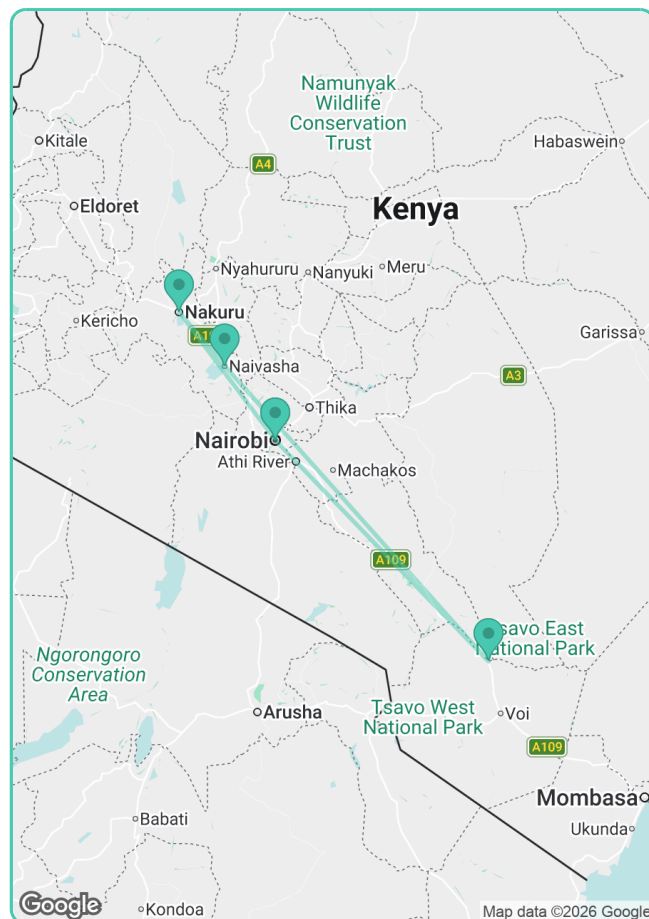 Namunyak
Wildlife
Conservation
Trust
Kitale
Habaswein
A4
Eldoret
Kenya
Nyahururu
Nanyuki
Meru
Nakuru
Kericho
A1
Garissa
Naivasha
A3
Thika
Nairobi
Athi River
Machakos
A109
savo East
National Park
Ngorongoro
Conservation
Area
Arusha
Tsavo West
National Park
Voi
A109
Mombasa
Babati
Ukunda
Kondoa
Google
Map data ©2026 Google